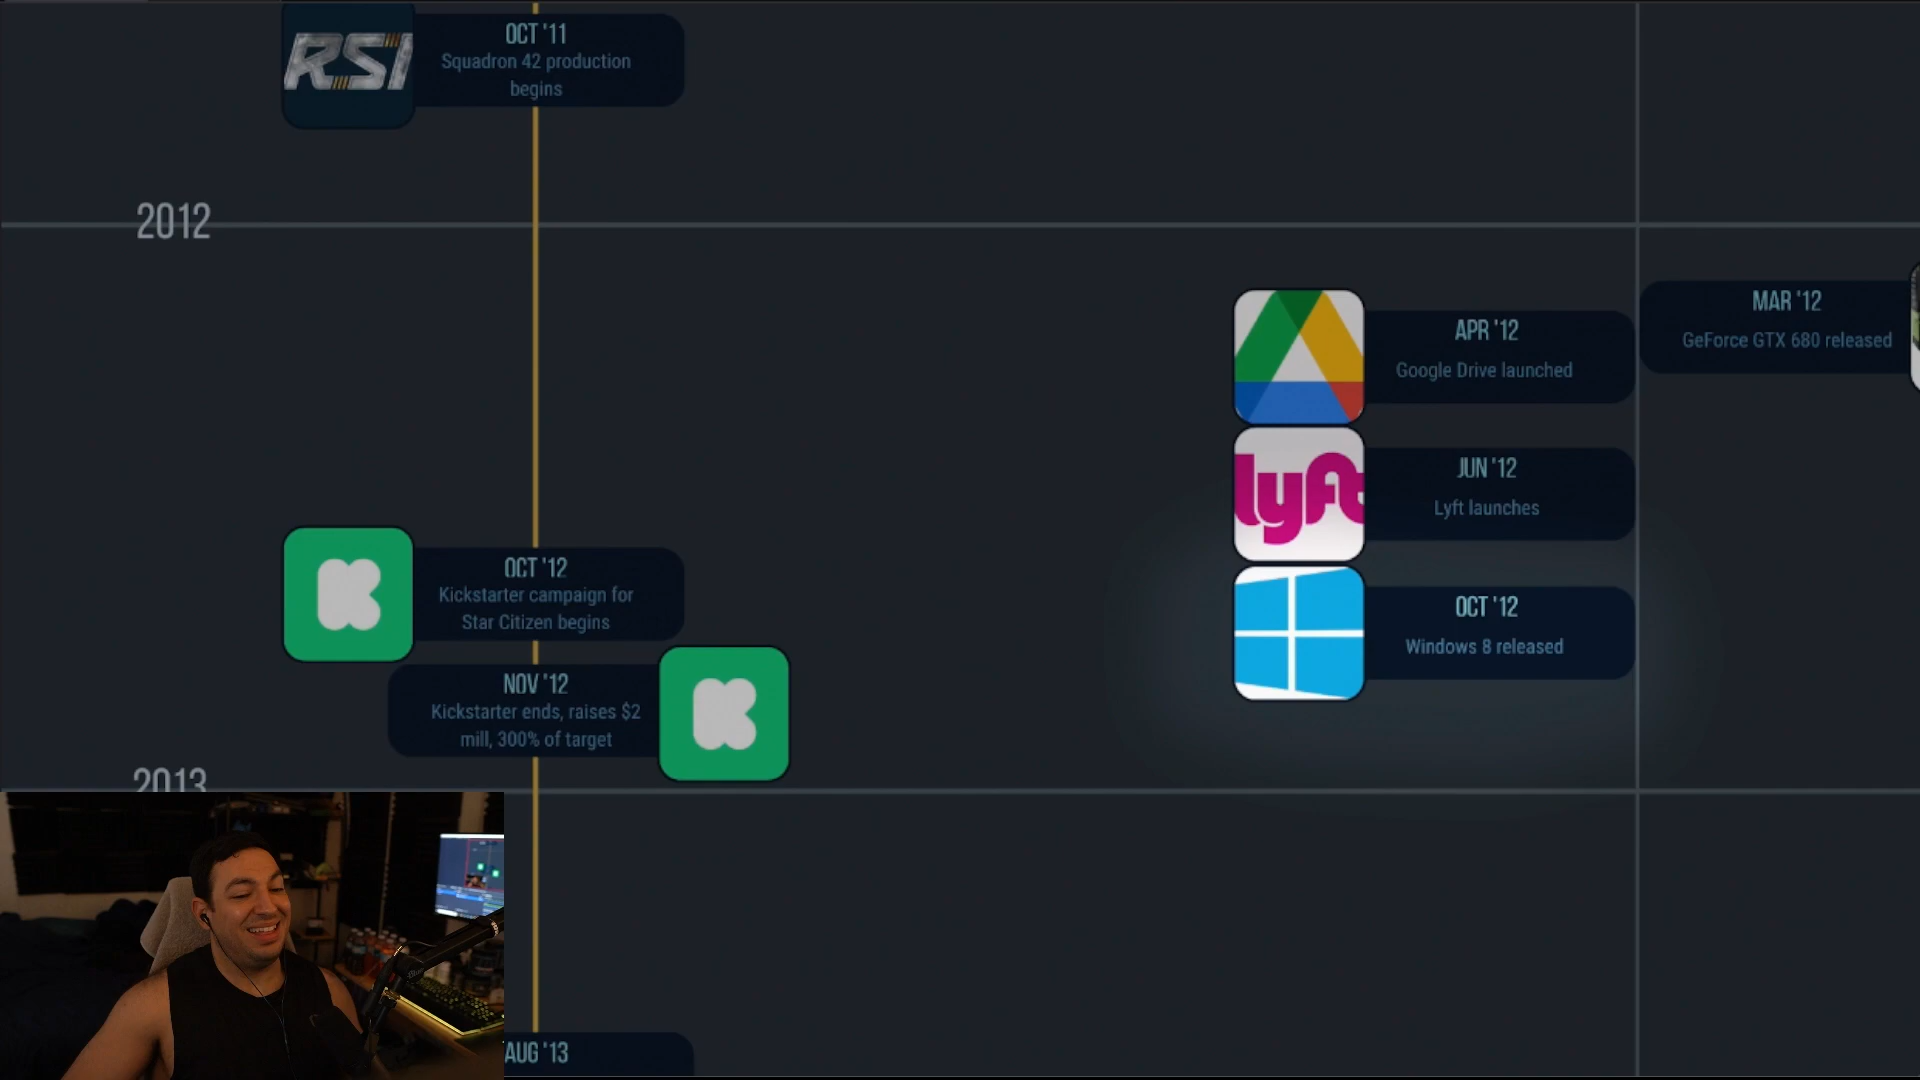 RSI
OCT '11
Squadron 42 production
begins
2012
MAR '12
GeForce GTX 680 released
APR '12
Google Drive launched
lyft
JUN '12
Lyft launches
OCT '12
Kickstarter campaign for
Star Citizen begins
OCT '12
Windows 8 released
NOV '12
Kickstarter ends, raises $2
mill, 300% of target
2013
AUG '13